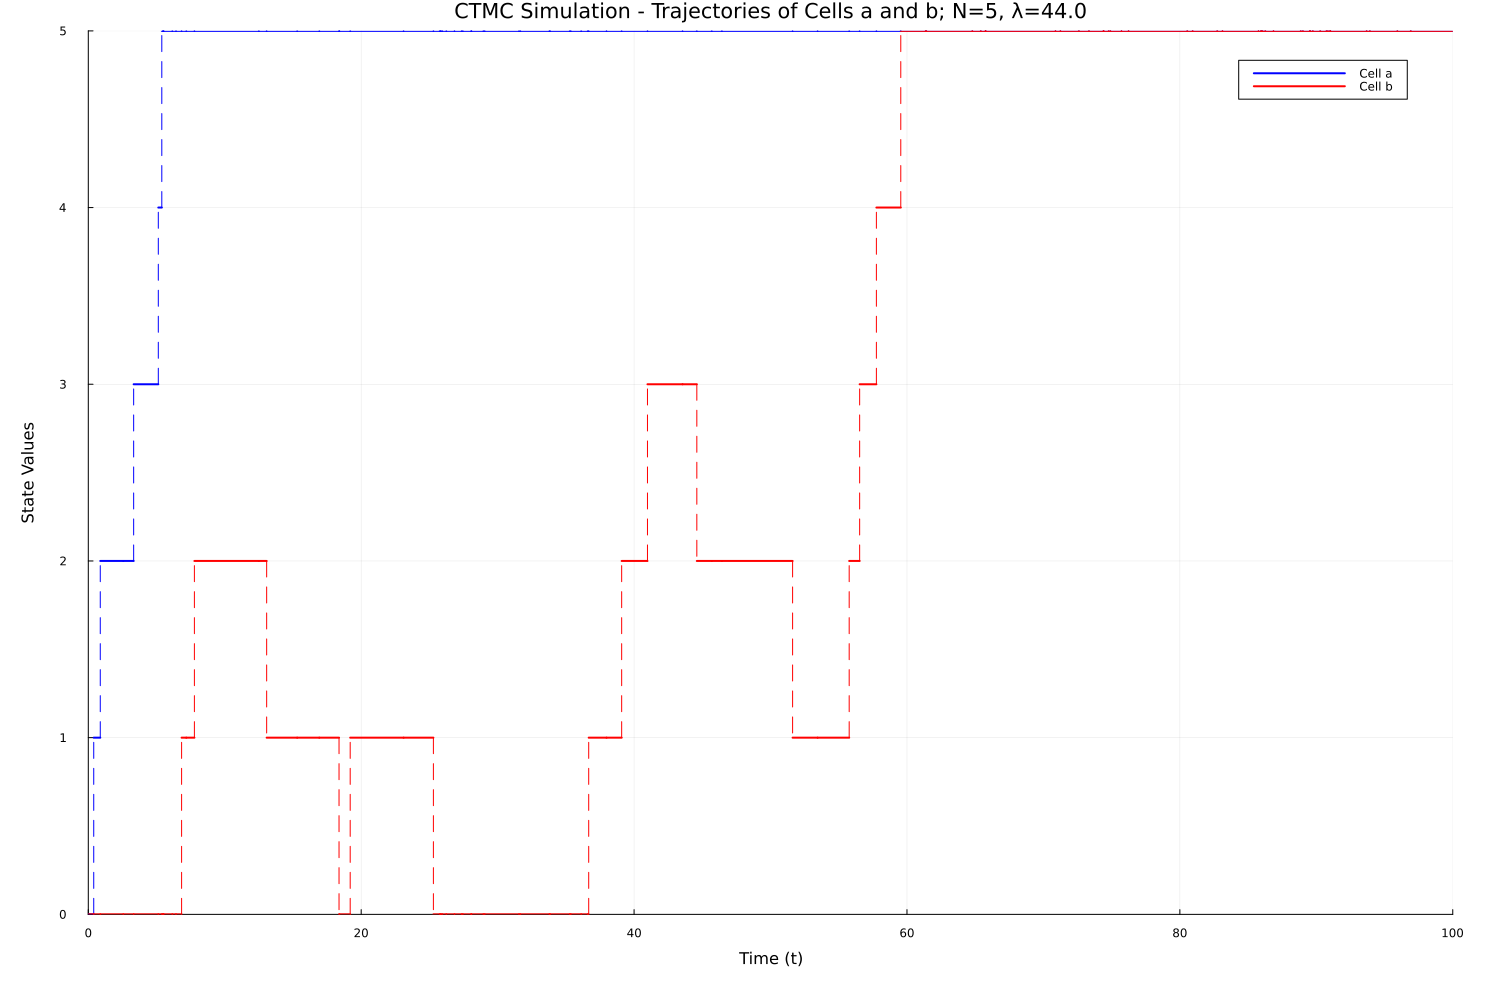 CTMC Simulation - Trajectories of Cells a and b; N=5, λ=44.0
5
Cell a
Cell b
4
3
State Values
2
1
0
0 20 40 60 80 100
Time (t)